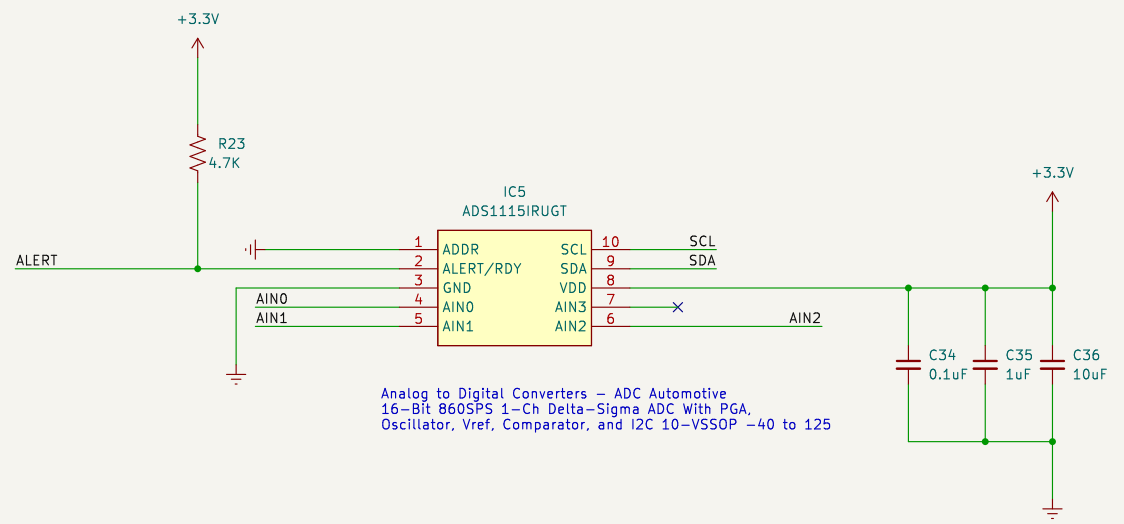 +3.3V
R23
4.7K
+3.3V
IC5
ADS1115IRUGT
1 ADDR SCL 10 SCL
ALERT 2 ALERT/RDY SDA 9 SDA
3 GND VDD 8
AIN0 4 AIN0 AIN3 7
AIN1 5 AIN1 AIN2 6 AIN2
C34 C35 C36
0.1uF 1uF 10uF
Analog to Digital Converters - ADC Automotive
16-Bit 860SPS 1-Ch Delta-Sigma ADC With PGA,
Oscillator, Vref, Comparator, and I2C 10-VSSOP -40 to 125